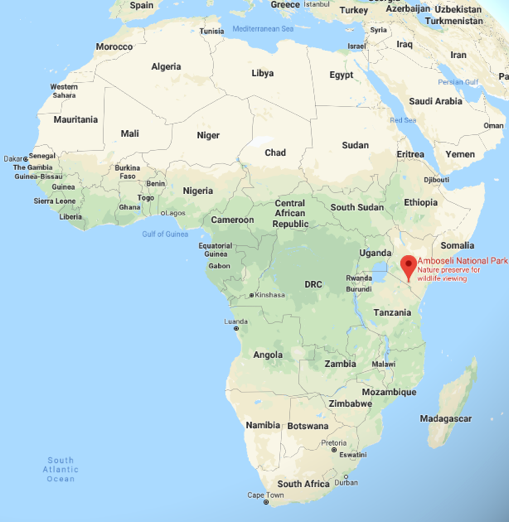 Spain
Greece
Istanbul
Turkey
Azerbaijan
Uzbekistan
Turkmenistan
Mediterranean Sea
Tunisia
Syria
Morocco
Israel
Iraq
Iran
Algeria
Libya
Egypt
Persian Gulf
Pa
Western
Sahara
Saudi Arabia
Mauritania
Red Sea
Oman
Mali
Niger
Chad
Sudan
Eritrea
Yemen
Dakar
Senegal
The Gambia
Guinea-Bissau
Burkina
Faso
Djibouti
Guinea
Benin
Nigeria
Togo
Ghana
Sierra Leone
Liberia
Lagos
Central
African
Republic
South Sudan
Ethiopia
Cameroon
Gulf of Guinea
Equatorial
Guinea
Gabon
Somalia
Uganda
Amboseli National Park
Nature preserve for
wildlife viewing
Rwanda
Burundi
DRC
Kinshasa
Tanzania
Luanda
Angola
Zambia
Malawi
Mozambique
Zimbabwe
Namibia
Botswana
Madagascar
Pretoria
Eswatini
South
Atlantic
Ocean
South Africa
Durban
Cape Town